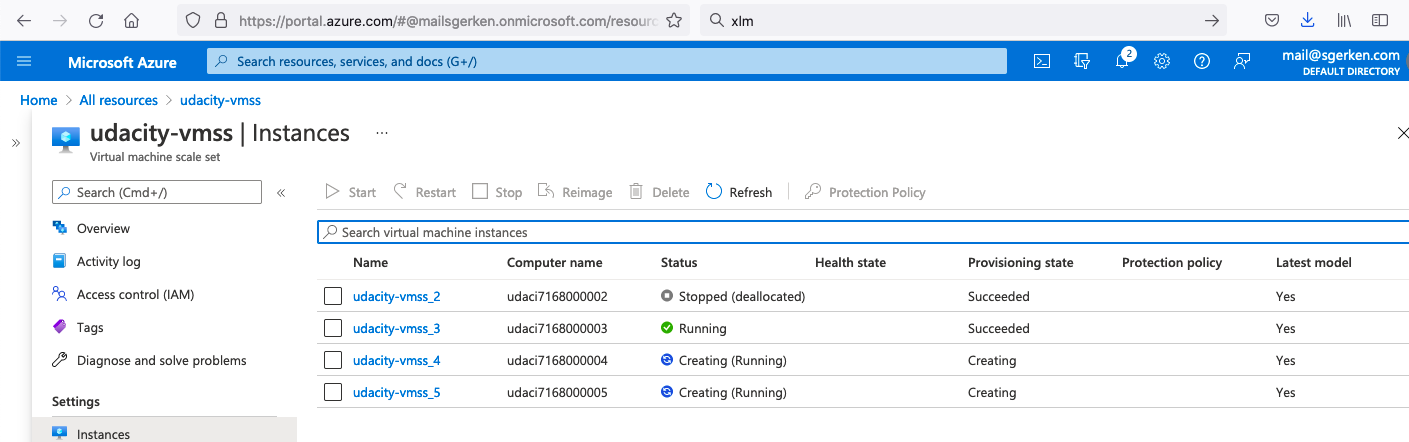 https://portal.azure.com/#@mailsgerken.onmicrosoft.com/resourc
xlm
Microsoft Azure
Search resources, services, and docs (G+/)
2
mail@sgerken.com
DEFAULT DIRECTORY
Home > All resources > udacity-vmss
udacity-vmss | Instances ...
Virtual machine scale set
Search (Cmd+/)
«
»
Start Restart Stop Reimage Delete Refresh Protection Policy
Overview
Activity log
Access control (IAM)
Tags
Diagnose and solve problems
Settings
Instances
Search virtual machine instances
Name Computer name Status Health state Provisioning state Protection policy Latest model
udacity-vmss_2 udaci7168000002 Stopped (deallocated) Succeeded Yes
udacity-vmss_3 udaci7168000003 Running Succeeded Yes
udacity-vmss_4 udaci7168000004 Creating (Running) Creating Yes
udacity-vmss_5 udaci7168000005 Creating (Running) Creating Yes